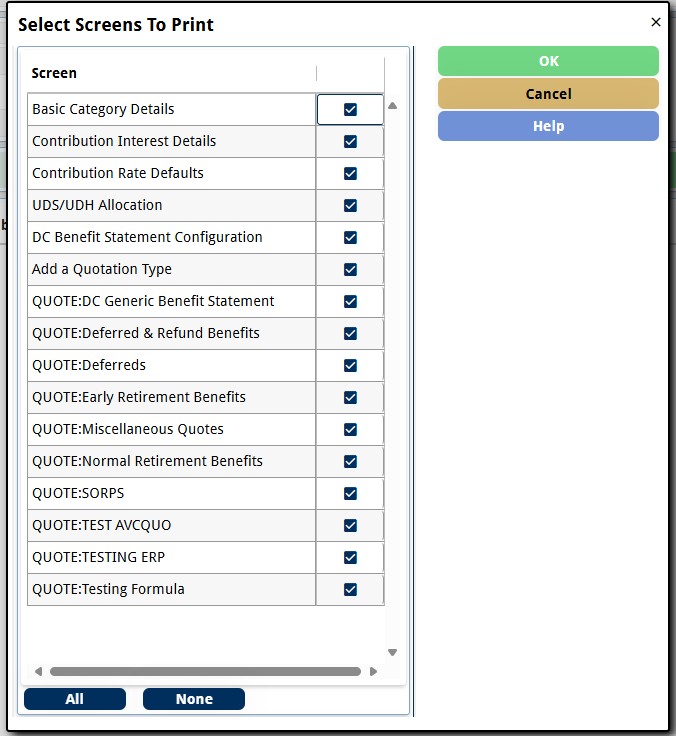 Select Screens To Print
Screen
Basic Category Details
Contribution Interest Details
Contribution Rate Defaults
UDS/UDH Allocation
DC Benefit Statement Configuration
Add a Quotation Type
QUOTE:DC Generic Benefit Statement
QUOTE:Deferred & Refund Benefits
QUOTE:Deferreds
QUOTE:Early Retirement Benefits
QUOTE:Miscellaneous Quotes
QUOTE:Normal Retirement Benefits
QUOTE:SORPS
QUOTE:TEST AVCQUO
QUOTE:TESTING ERP
QUOTE:Testing Formula
All None
OK
Cancel
Help